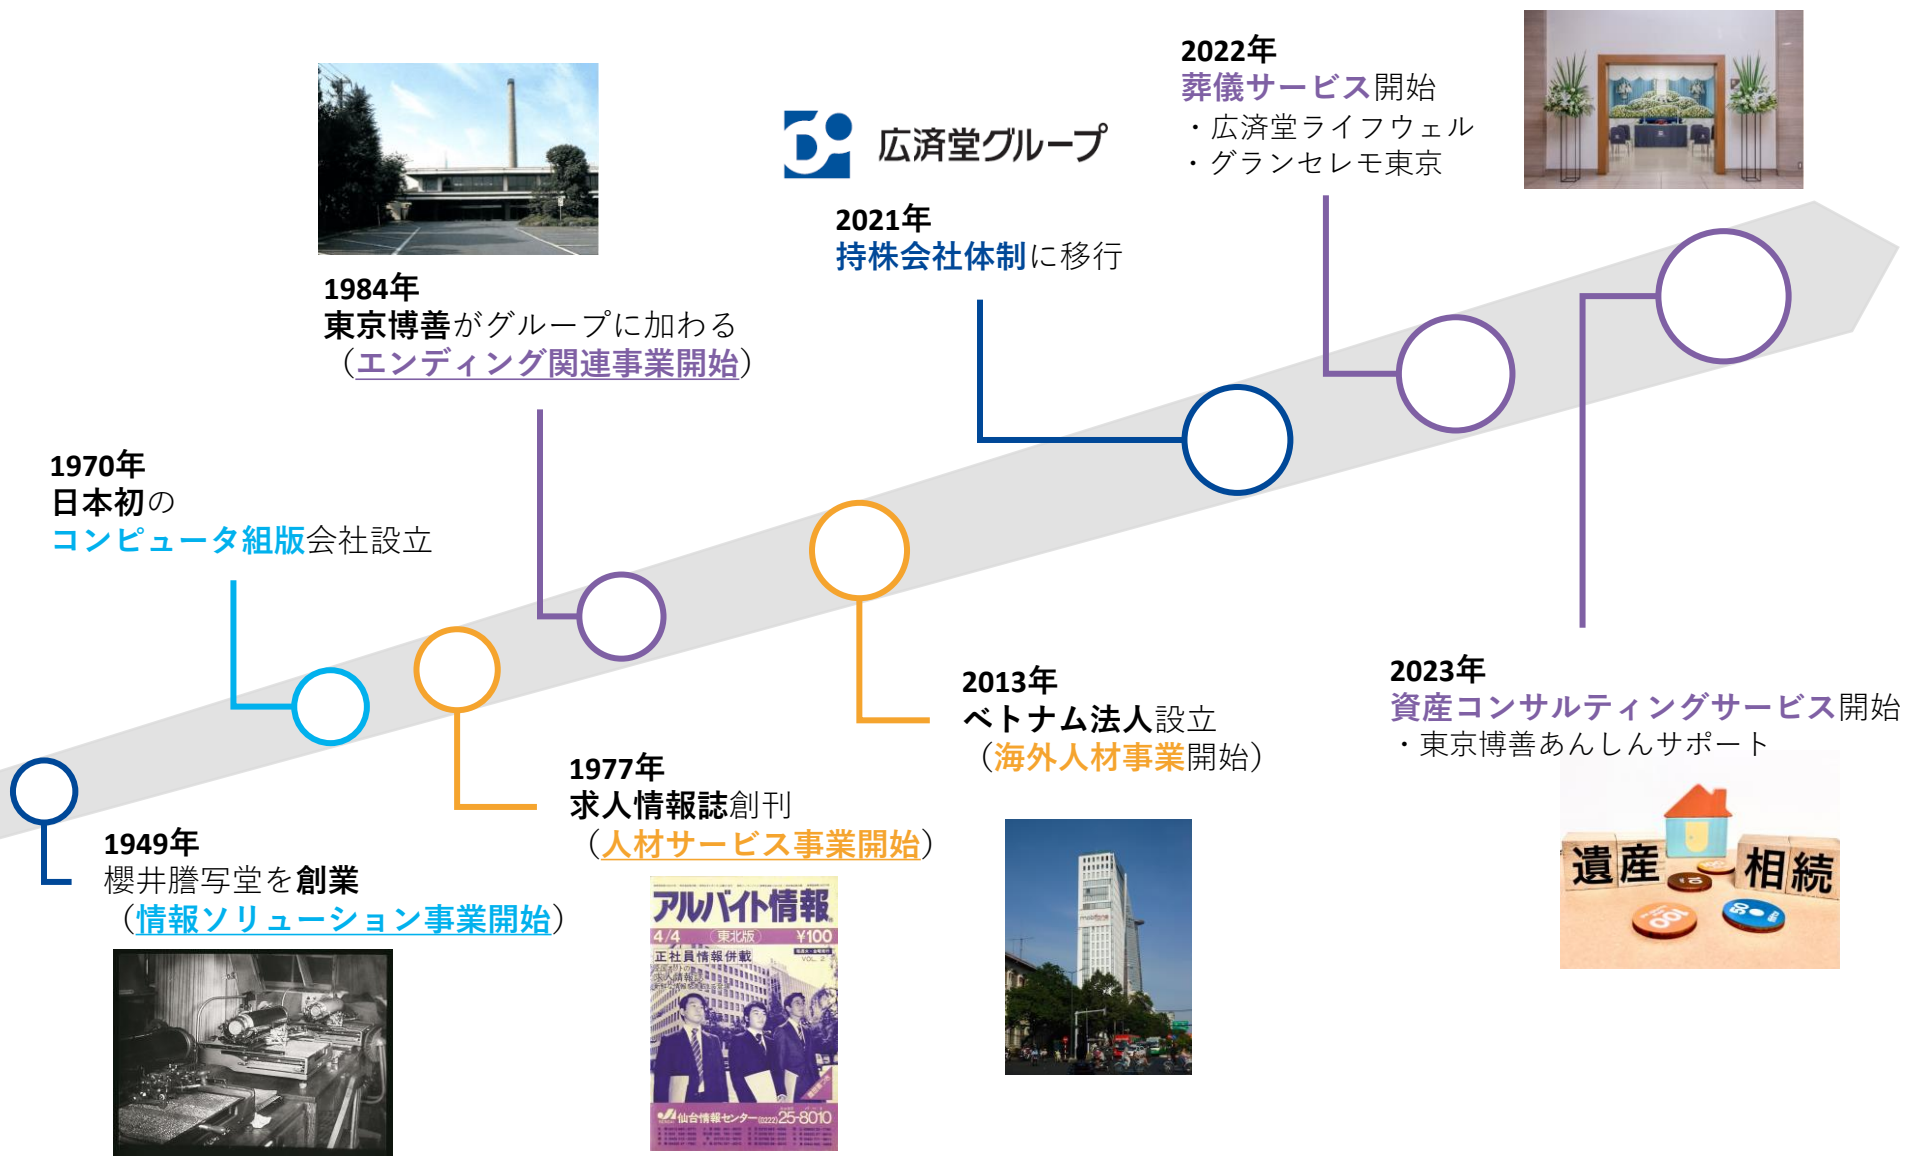 1949年
櫻井謄写堂を創業
（情報ソリューション事業開始）
1970年
日本初の
コンピュータ組版会社設立
1977年
求人情報誌創刊
（人材サービス事業開始）
アルバイト情報
4/4 東北版 ¥100
正社員情報併載
VOL. 2
仙台情報センター (0222)25-8010
1984年
東京博善がグループに加わる
（エンディング関連事業開始）
2013年
ベトナム法人設立
（海外人材事業開始）
mobifone
広済堂グループ
2021年
持株会社体制に移行
2022年
葬儀サービス開始
・広済堂ライフウェル
・グランセレモ東京
2023年
資産コンサルティングサービス開始
・東京博善あんしんサポート
遺産 相続
100
50